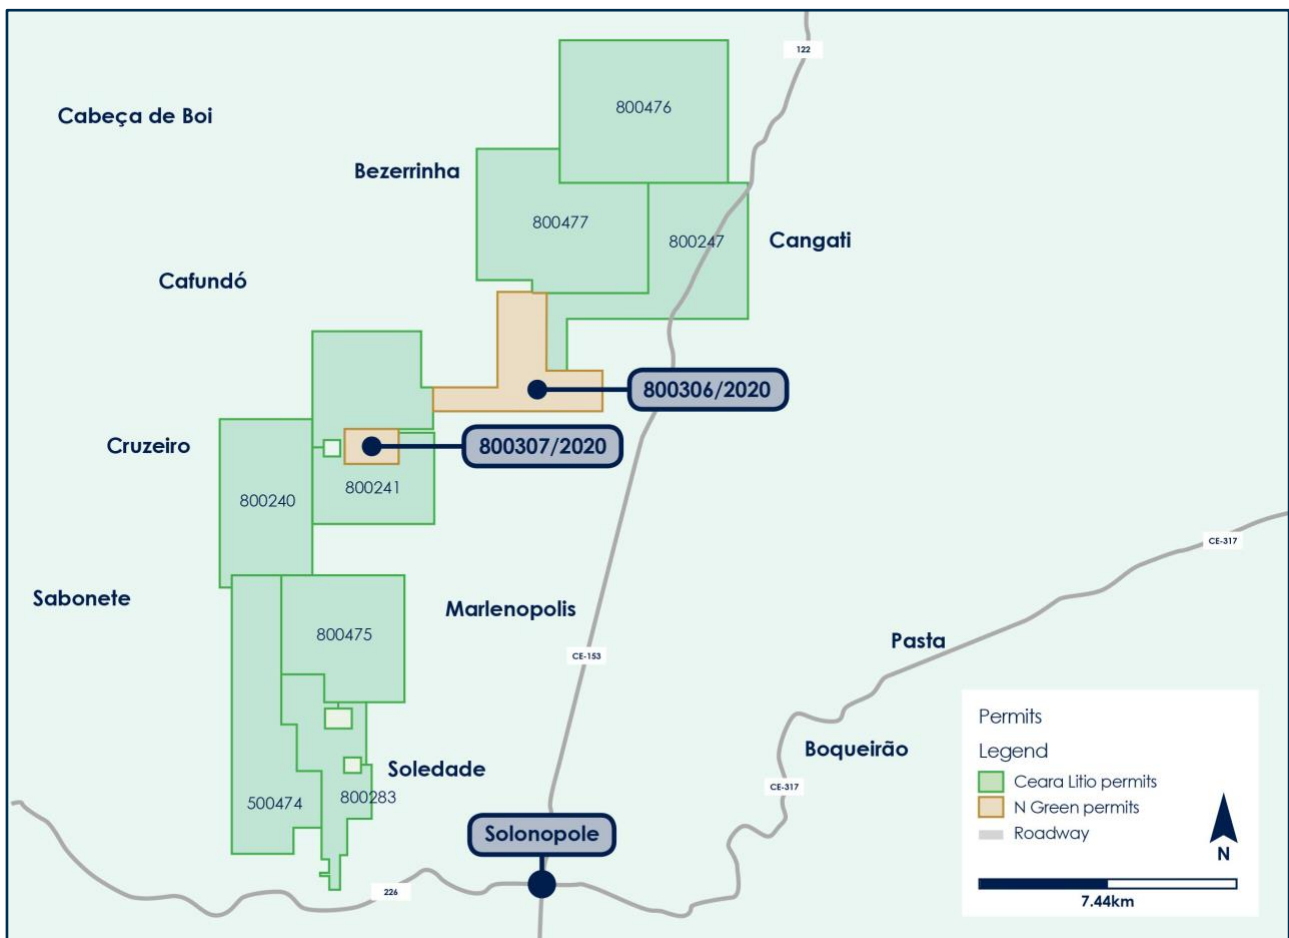 122
800476
Cabeça de Boi
Bezerrinha
800477
800247
Cangati
Cafundó
800306/2020
Cruzeiro
800307/2020
800241
800240
CE-317
Sabonete
Marlenopolis
800475
Pasta
CE-153
Permits
Legend
Ceara Litio permits
N Green permits
Roadway
N
7.44km
Boqueirão
Soledade
CE-317
800283
500474
Solonopole
226